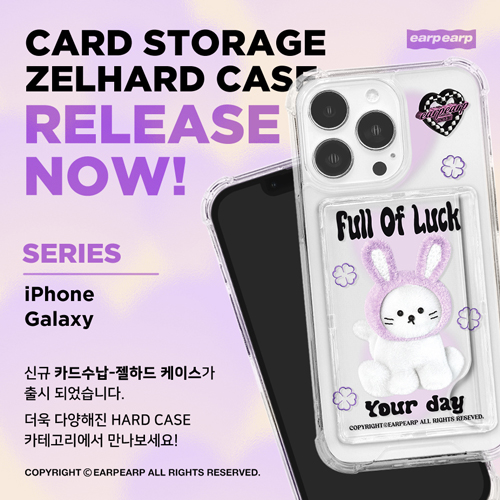 earp earp
CARD STORAGE
ZELHARD CASE
RELEASE
NOW!
SERIES
iPhone
Galaxy
신규 카드수납-젤하드 케이스가
출시 되었습니다.
더욱 다양해진 HARD CASE
카테고리에서 만나보세요!
COPYRIGHT ⓒ EARPEARP ALL RIGHTS RESERVED.
earpearp
Full Of Luck
Your day
COPYRIGHT©EARPEARP ALL RIGHTS RESERVED.